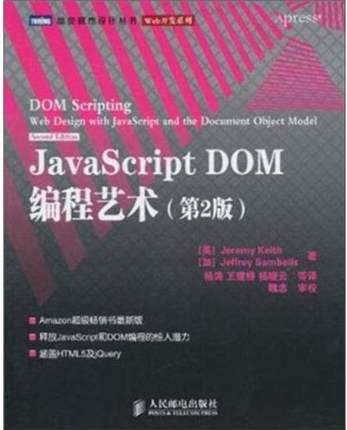 TURING 图灵程序设计丛书 Web开发系列
Apress®
DOM Scripting
Web Design with JavaScript and the Document Object Model
Second Edition
JavaScript DOM
编程艺术（第2版）
[英] Jeremy Keith
[加] Jeffrey Sambells 著
杨涛 王建桥 杨晓云 等译
魏忠 审校
Amazon超级畅销书最新版
释放JavaScript和DOM编程的惊人潜力
涵盖HTML5及jQuery
人民邮电出版社
POSTS & TELECOM PRESS